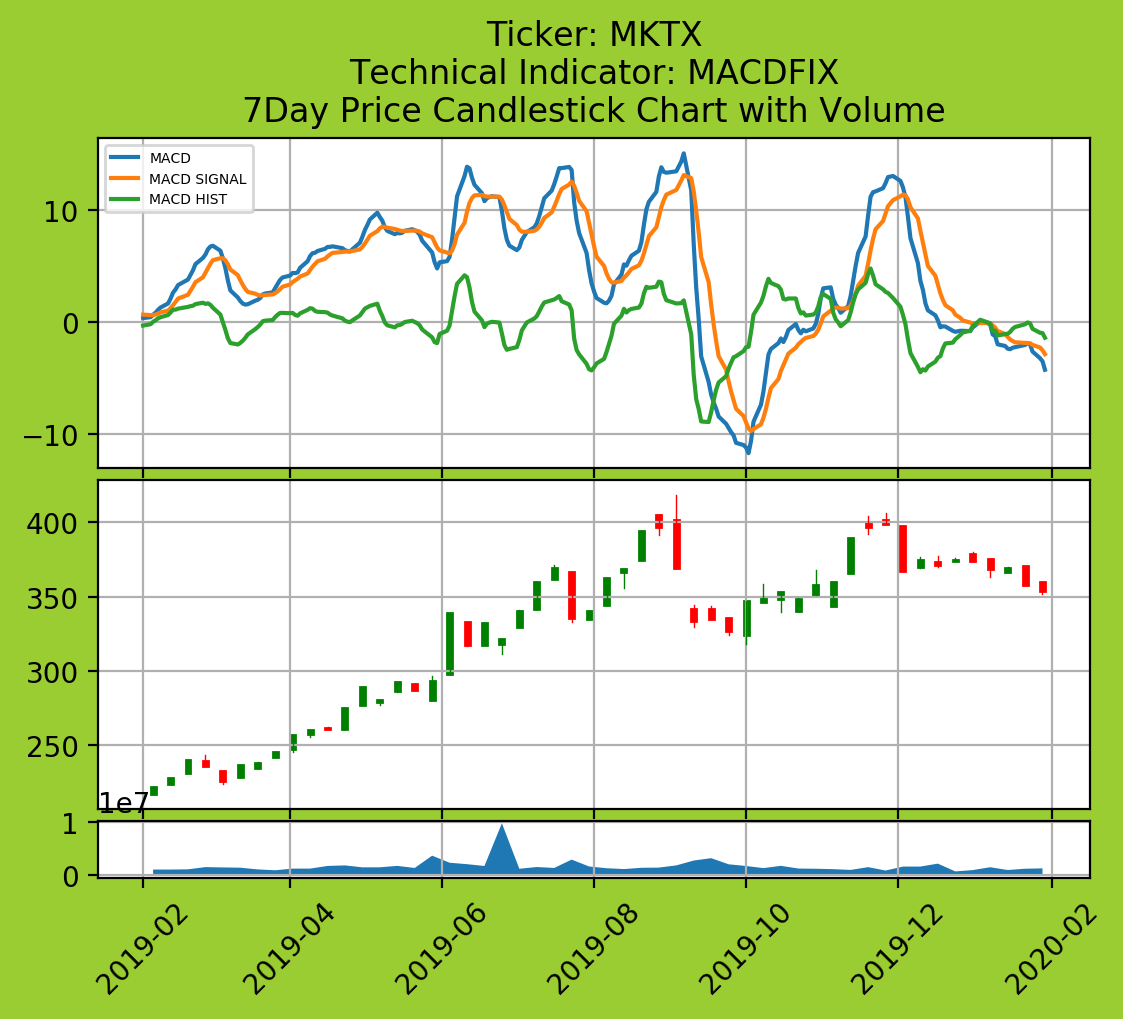 Ticker: MKTX
Technical Indicator: MACDFIX
7Day Price Candlestick Chart with Volume
MACD
MACD SIGNAL
MACD HIST
10
0
−10
400
350
300
250
1e7
1
0
2019-02
2019-04
2019-06
2019-08
2019-10
2019-12
2020-02